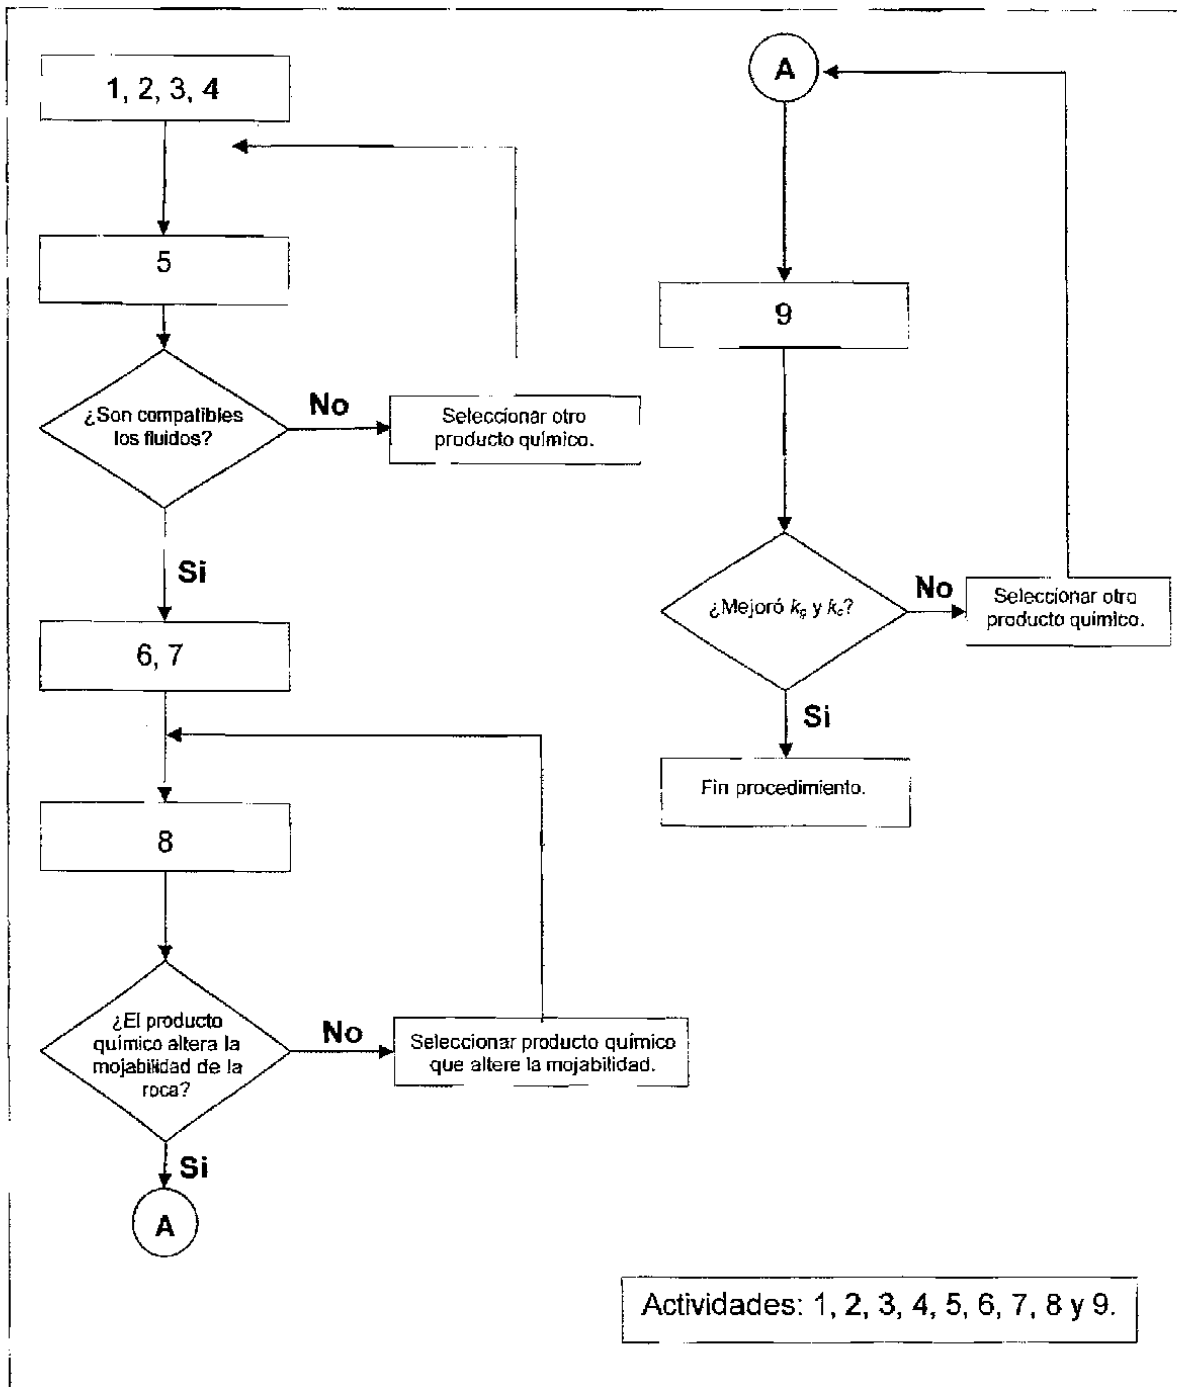 1, 2, 3, 4
5
¿Son compatibles
los fluidos?
No
Seleccionar otro
producto químico.
Si
6, 7
8
¿El producto
químico altera la
mojabilidad de la
roca?
No
Seleccionar producto químico
que altere la mojabilidad.
Si
A
A
9
¿Mejoró k y k?
No
Seleccionar otro
producto químico.
Si
Fin procedimiento.
Actividades: 1, 2, 3, 4, 5, 6, 7, 8 y 9.